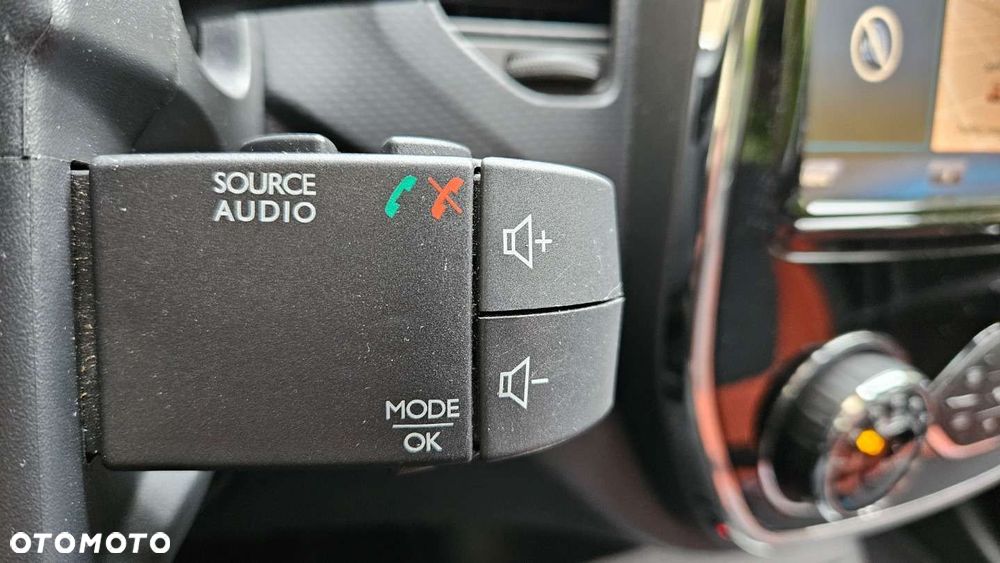 SOURCE
AUDIO
+
-
MODE
OK
OTOMOTO